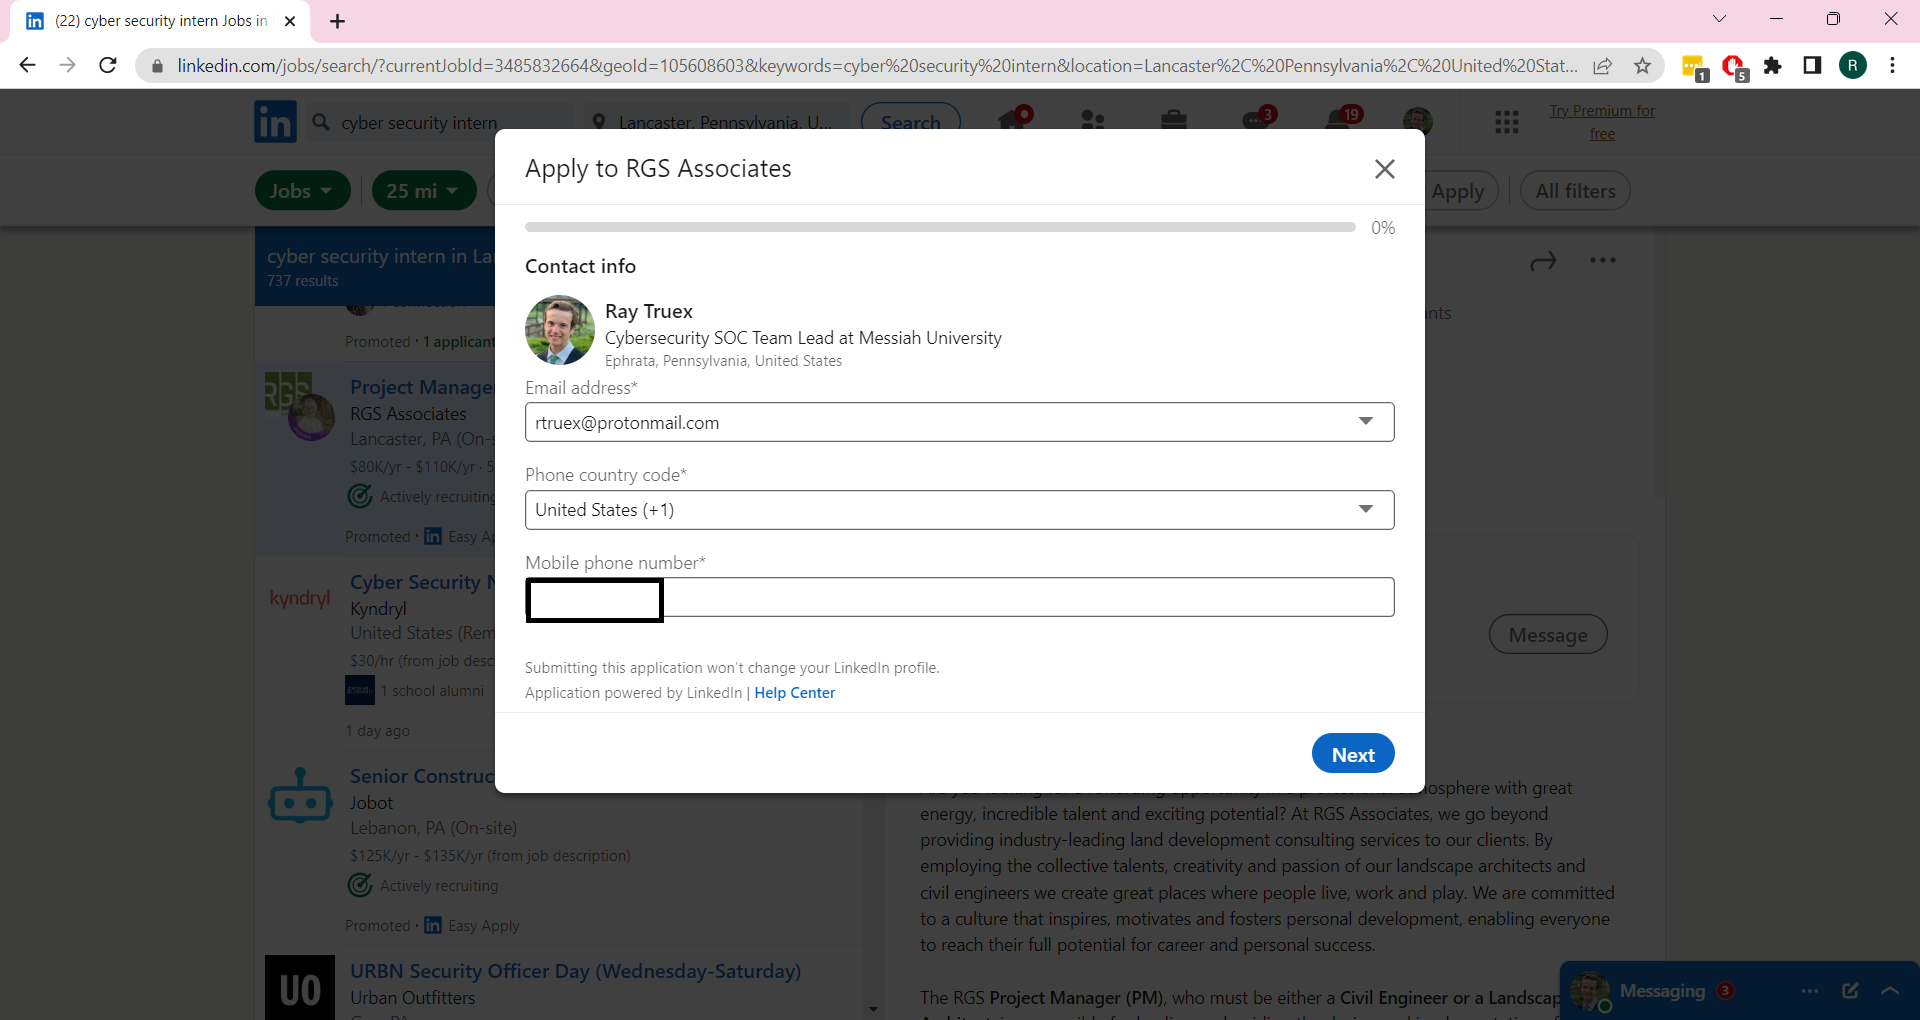 (22) cyber security intern Jobs in
linkedin.com/jobs/search/?currentJobId=3485832664&geoId=105608603&keywords=cyber%20security%20intern&location=Lancaster%2C%20Pennsylvania%2C%20United%20Stat...
1
5
R
cyber security intern
Lancaster, Pennsylvania, U...
Search
3
19
Try Premium for
free
Jobs
25 mi
Apply
All filters
Apply to RGS Associates
0%
Contact info
Ray Truex
Cybersecurity SOC Team Lead at Messiah University
Ephrata, Pennsylvania, United States
Email address*
rtruex@protonmail.com
Phone country code*
United States (+1)
Mobile phone number*
Submitting this application won't change your LinkedIn profile.
Application powered by LinkedIn | Help Center
Next
cyber security intern in La
737 results
Promoted · 1 applicant
RGS
Project Manage
RGS Associates
Lancaster, PA (On-s
$80K/yr - $110K/yr · 5
Actively recruiting
Promoted · in Easy Ap
kyndryl
Cyber Security
Kyndryl
United States (Rem
$30/hr (from job desc
1 school alumni
1 day ago
Senior Construc
Jobot
Lebanon, PA (On-site)
$125K/yr - $135K/yr (from job description)
Actively recruiting
Promoted · in Easy Apply
UO
URBN Security Officer Day (Wednesday-Saturday)
Urban Outfitters
ants
Message
mosphere with great
energy, incredible talent and exciting potential? At RGS Associates, we go beyond
providing industry-leading land development consulting services to our clients. By
employing the collective talents, creativity and passion of our landscape architects and
civil engineers we create great places where people live, work and play. We are committed
to a culture that inspires, motivates and fosters personal development, enabling everyone
to reach their full potential for career and personal success.
The RGS Project Manager (PM), who must be either a Civil Engineer or a Landscap
Messaging 3